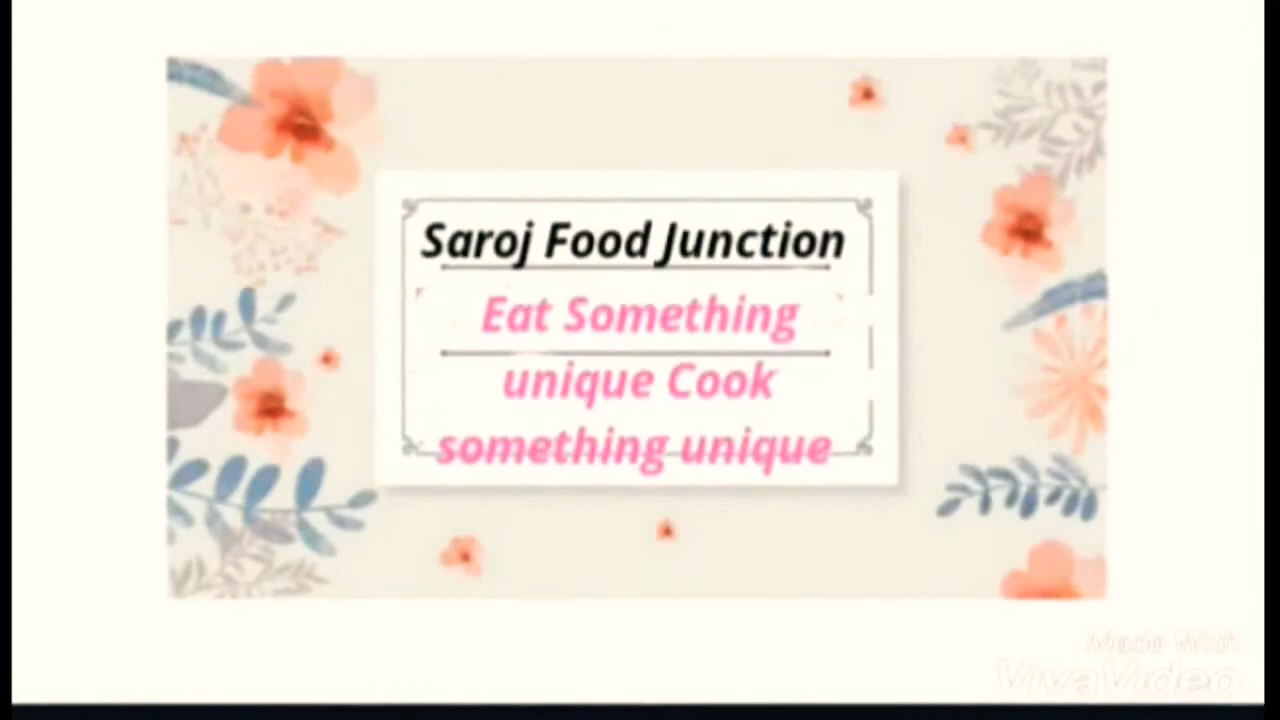 Saroj Food Junction
Eat Something
unique Cook
something unique
Made With
VivaVideo